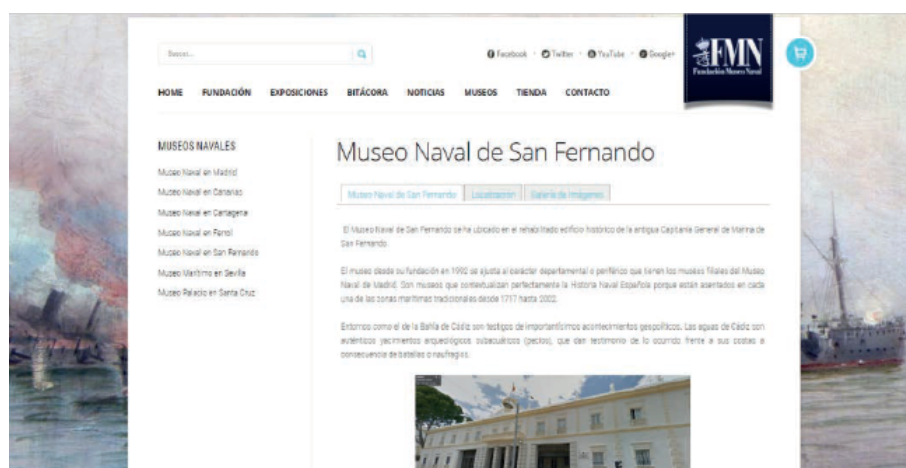 Buscar...
Facebook · Twitter · YouTube · Google+
FMN
Fundación Museo Naval
HOME FUNDACIÓN EXPOSICIONES BITÁCORA NOTICIAS MUSEOS TIENDA CONTACTO
MUSEOS NAVALES
Museo Naval en Madrid
Museo Naval en Canarias
Museo Naval en Cartagena
Museo Naval en Ferrol
Museo Naval en San Fernando
Museo Marítimo en Sevilla
Museo Palacio en Santa Cruz
Museo Naval de San Fernando
Museo Naval de San Fernando Localización Galería de Imágenes
El Museo Naval de San Fernando se ha ubicado en el rehabilitado edificio histórico de la antigua Capitanía General de Marina de
San Fernando.
El museo desde su fundación en 1992 se ajusta al carácter departamental o periférico que tienen los museos filiales del Museo
Naval de Madrid. Son museos que contextualizan perfectamente la Historia Naval Española porque están asentados en cada
una de las zonas marítimas tradicionales desde 1717 hasta 2002.
Entornos como el de la Bahía de Cádiz son testigos de importantísimos acontecimientos geopolíticos. Las aguas de Cádiz son
auténticos yacimientos arqueológicos subacuáticos (pecios), que dan testimonio de lo ocurrido frente a sus costas a
consecuencia de batallas o naufragios.